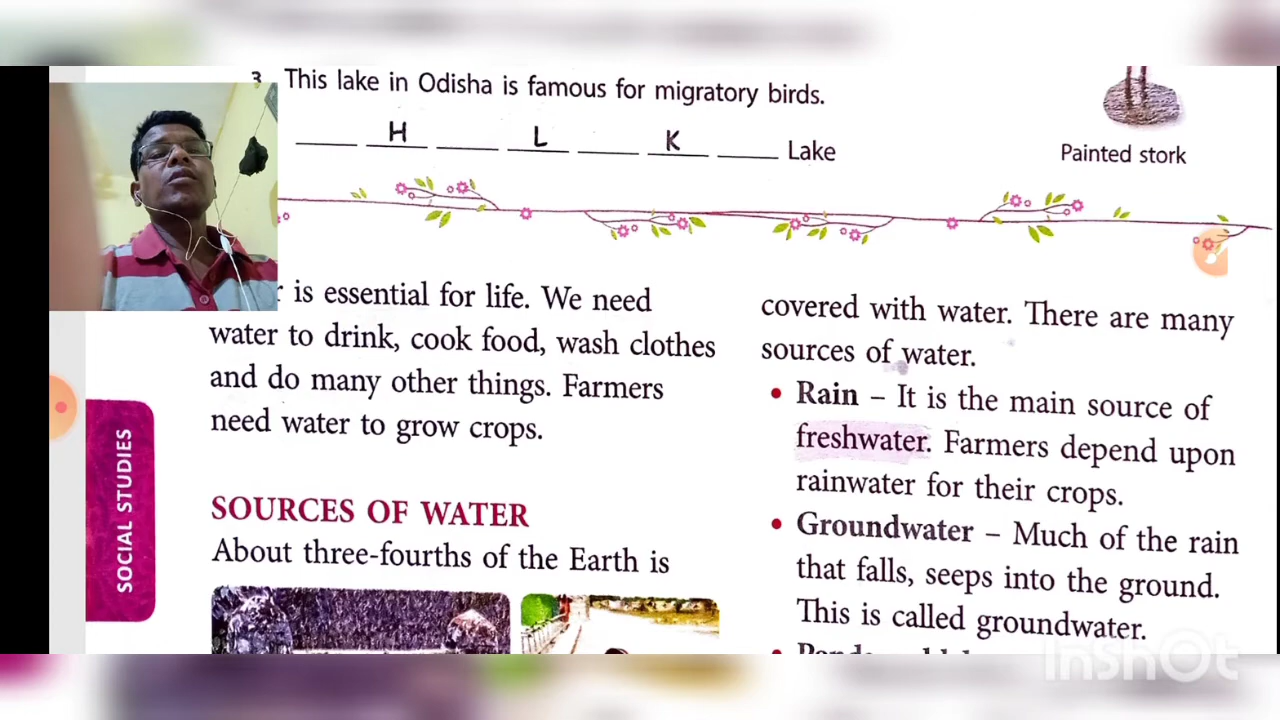 This lake in Odisha is famous for migratory birds.
H L K Lake
Painted stork
is essential for life. We need
water to drink, cook food, wash clothes
and do many other things. Farmers
need water to grow crops.
SOURCES OF WATER
About three-fourths of the Earth is
covered with water. There are many
sources of water.
• Rain – It is the main source of
freshwater. Farmers depend upon
rainwater for their crops.
• Groundwater – Much of the rain
that falls, seeps into the ground.
This is called groundwater.
SOCIAL STUDIES
InShOt